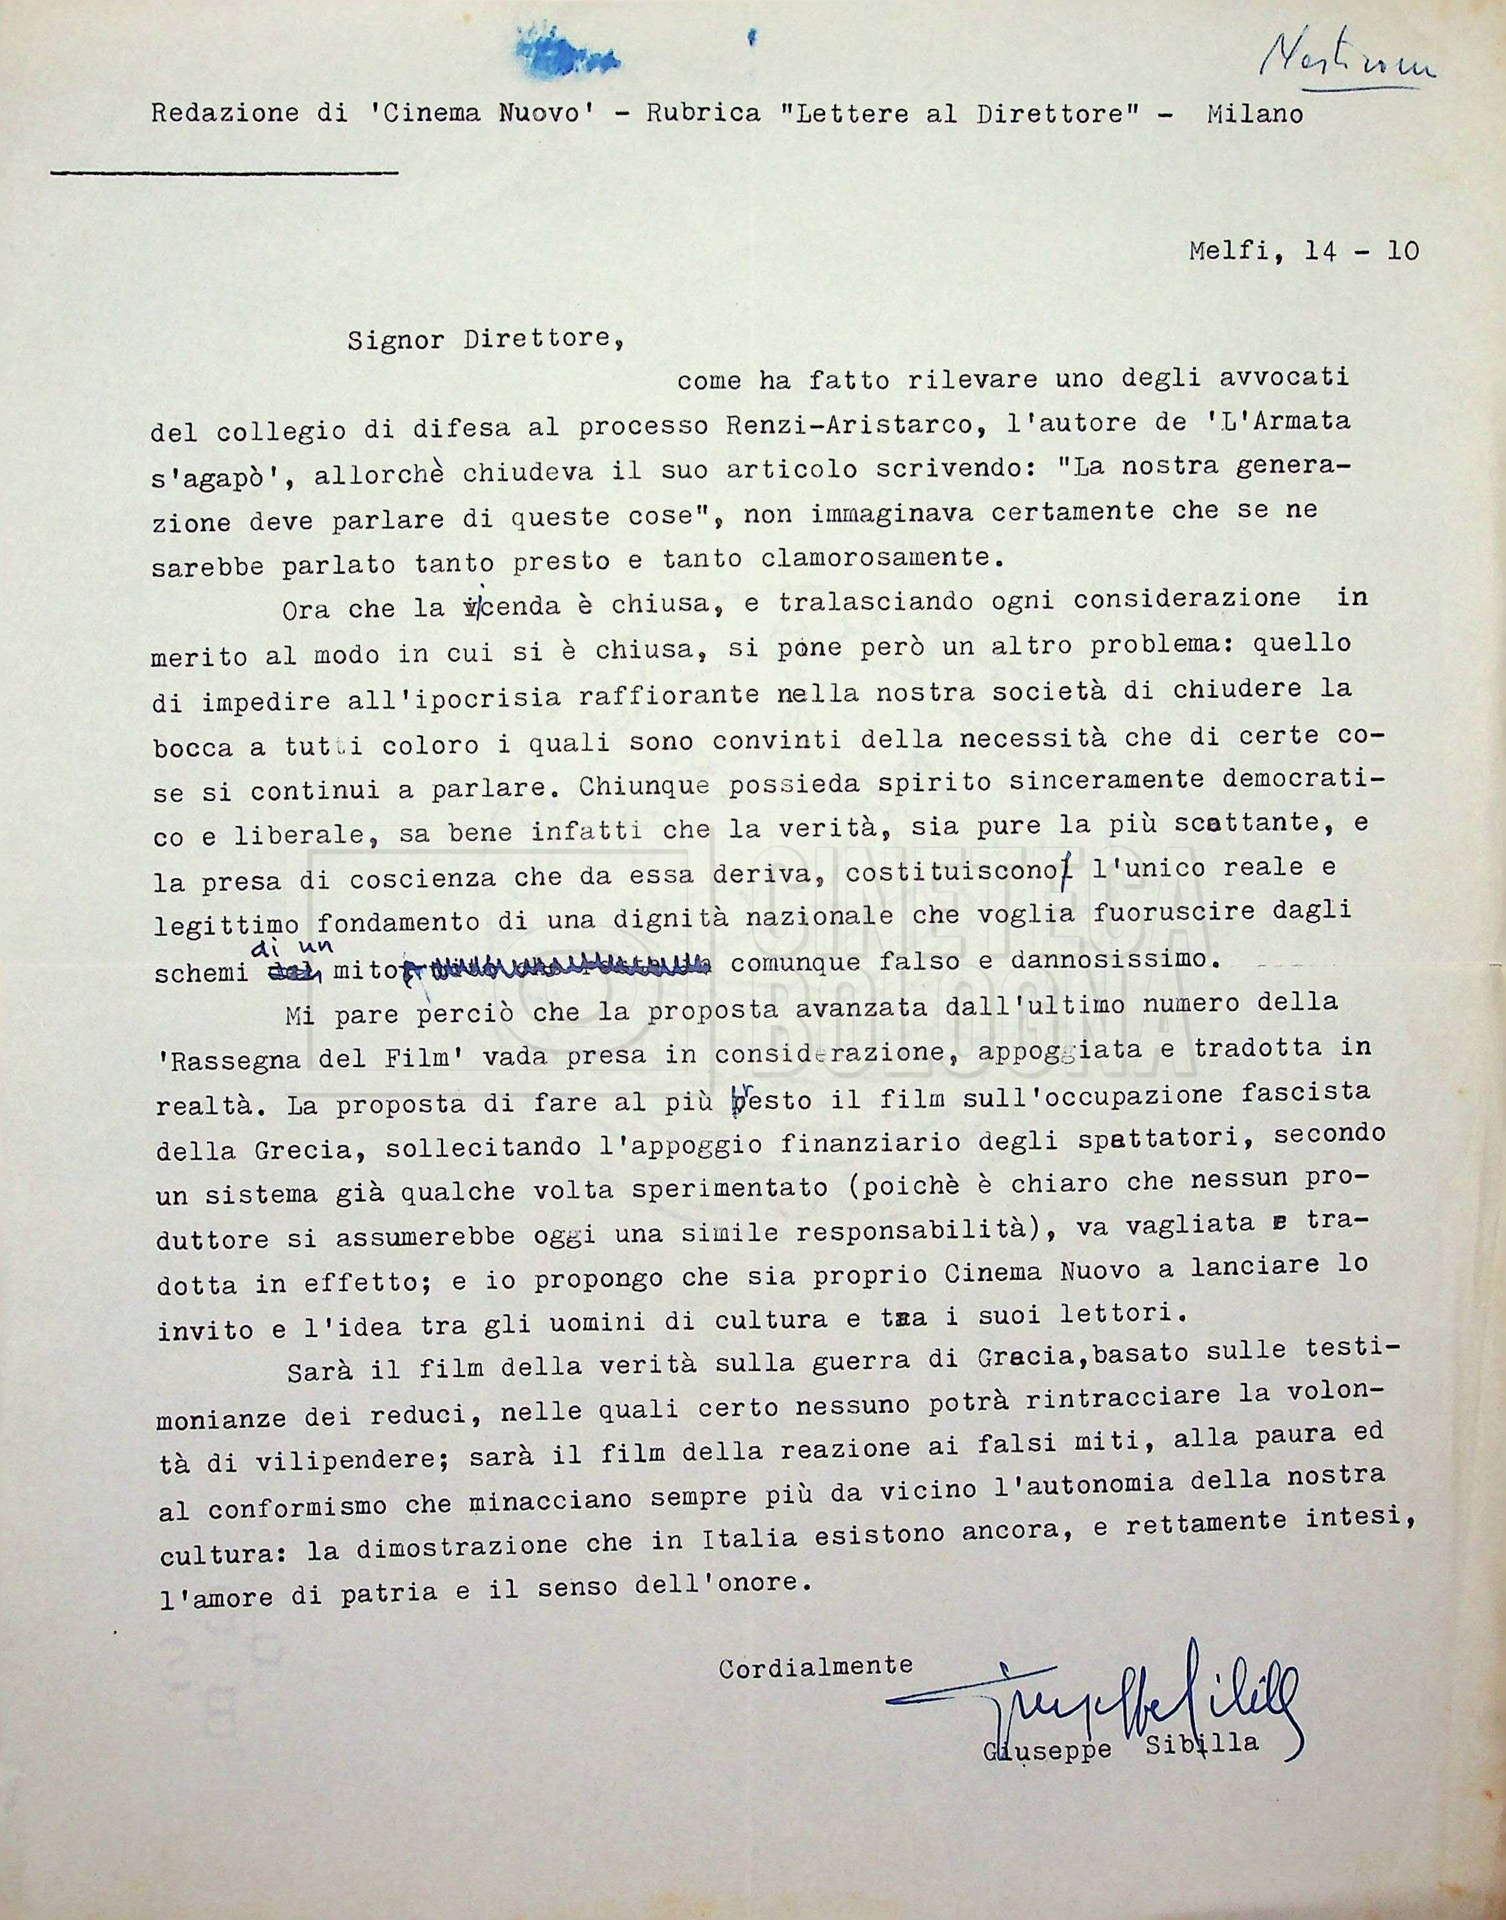 Redazione di 'Cinema Nuovo' - Rubrica "Lettere al Direttore" - Milano
Melfi, 14 - 10
Signor Direttore,
come ha fatto rilevare uno degli avvocati
del collegio di difesa al processo Renzi-Aristarco, l'autore de 'L'Armata
s'agapò', allorchè chiudeva il suo articolo scrivendo: "La nostra genera-
zione deve parlare di queste cose", non immaginava certamente che se ne
sarebbe parlato tanto presto e tanto clamorosamente.
Ora che la vicenda è chiusa, e tralasciando ogni considerazione in
merito al modo in cui si è chiusa, si pone però un altro problema: quello
di impedire all'ipocrisia raffiorante nella nostra società di chiudere la
bocca a tutti coloro i quali sono convinti della necessità che di certe co-
se si continui a parlare. Chiunque possieda spirito sinceramente democrati-
co e liberale, sa bene infatti che la verità, sia pure la più scottante, e
la presa di coscienza che da essa deriva, costituiscono l'unico reale e
legittimo fondamento di una dignità nazionale che voglia fuoruscire dagli
di un
schemi mito, comunque falso e dannosissimo.
Mi pare perciò che la proposta avanzata dall'ultimo numero della
'Rassegna del Film' vada presa in considerazione, appoggiata e tradotta in
realtà. La proposta di fare al più presto il film sull'occupazione fascista
della Grecia, sollecitando l'appoggio finanziario degli spettatori, secondo
un sistema già qualche volta sperimentato (poichè è chiaro che nessun pro-
duttore si assumerebbe oggi una simile responsabilità), va vagliata e tra-
dotta in effetto; e io propongo che sia proprio Cinema Nuovo a lanciare lo
invito e l'idea tra gli uomini di cultura e tra i suoi lettori.
Sarà il film della verità sulla guerra di Grecia,basato sulle testi-
monianze dei reduci, nelle quali certo nessuno potrà rintracciare la volon-
tà di vilipendere; sarà il film della reazione ai falsi miti, alla paura ed
al conformismo che minacciano sempre più da vicino l'autonomia della nostra
cultura: la dimostrazione che in Italia esistono ancora, e rettamente intesi,
l'amore di patria e il senso dell'onore.
Cordialmente
Giuseppe Sibilla
Giuseppe Sibilla
CINETECA
BOLOGNA